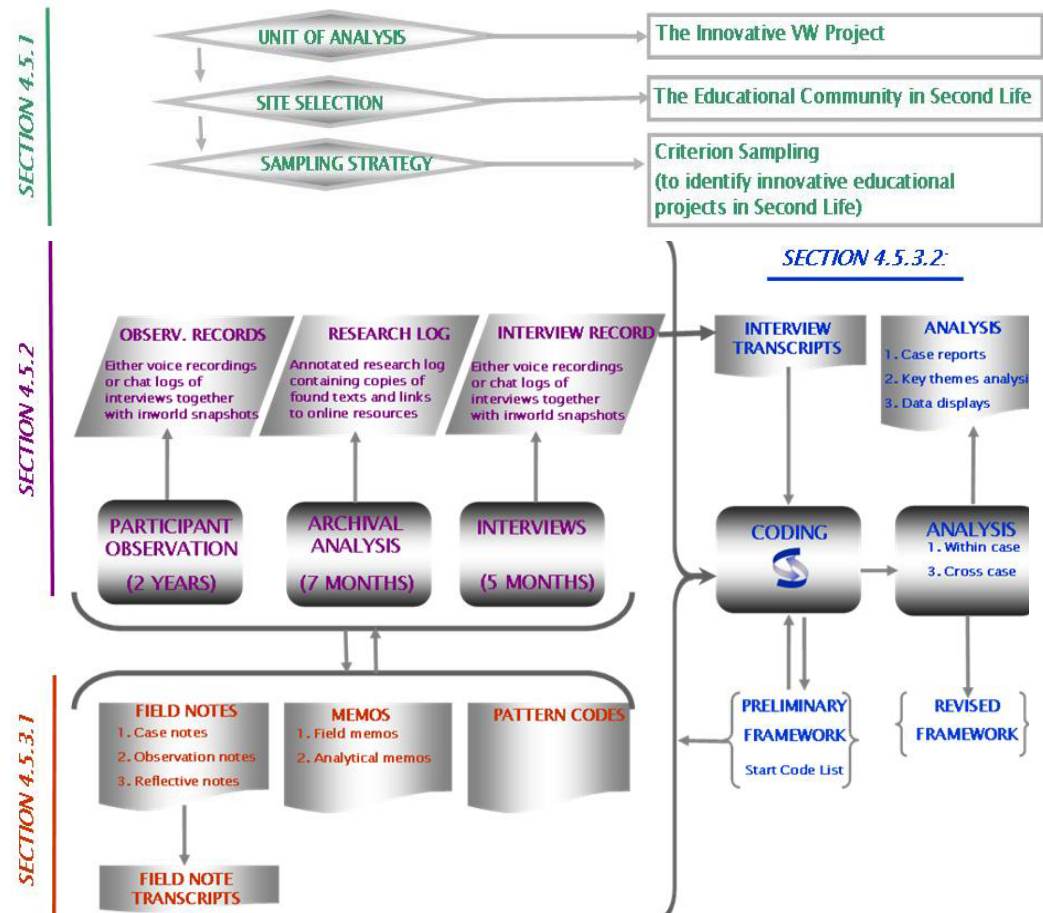 SECTION 4.5.1
UNIT OF ANALYSIS
The Innovative VW Project
SITE SELECTION
The Educational Community in Second Life
SAMPLING STRATEGY
Criterion Sampling
(to identify innovative educational
projects in Second Life)
SECTION 4.5.2
OBSERV. RECORDS
Either voice recordings
or chat logs of
interviews together
with inworld snapshots
RESEARCH LOG
Annotated research log
containing copies of
found texts and links
to online resources
INTERVIEW RECORD
Either voice recordings
or chat logs of
interviews together
with inworld snapshots
PARTICIPANT
OBSERVATION
(2 YEARS)
ARCHIVAL
ANALYSIS
(7 MONTHS)
INTERVIEWS
(5 MONTHS)
SECTION 4.5.3.2:
INTERVIEW
TRANSCRIPTS
ANALYSIS
1. Case reports
2. Key themes analysi
3. Data displays
CODING
ANALYSIS
1. Within case
3. Cross case
PRELIMINARY
FRAMEWORK
Start Code List
REVISED
FRAMEWORK
SECTION 4.5.3.1
FIELD NOTES
1. Case notes
2. Observation notes
3. Reflective notes
MEMOS
1. Field memos
2. Analytical memos
PATTERN CODES
FIELD NOTE
TRANSCRIPTS